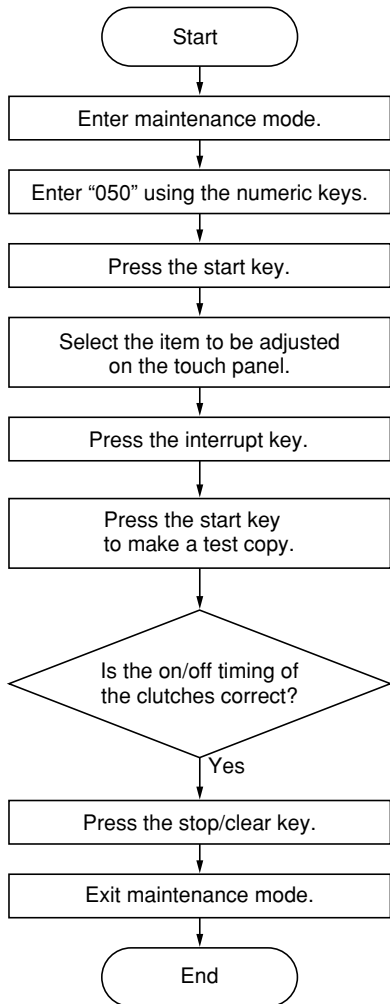 Start
Enter maintenance mode.
Enter “050” using the numeric keys.
Press the start key.
Select the item to be adjusted
on the touch panel.
Press the interrupt key.
Press the start key
to make a test copy.
Is the on/off timing of
the clutches correct?
Yes
Press the stop/clear key.
Exit maintenance mode.
End